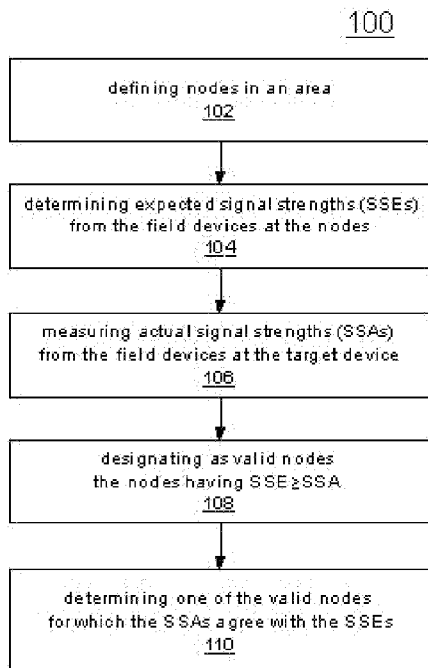 100
defining nodes in an area
102
determining expected signal strengths (SSEs)
from the field devices at the nodes
104
measuring actual signal strengths (SSAs)
from the field devices at the target device
106
designating as valid nodes
the nodes having SSE≥SSA
108
determining one of the valid nodes
for which the SSAs agree with the SSEs
110